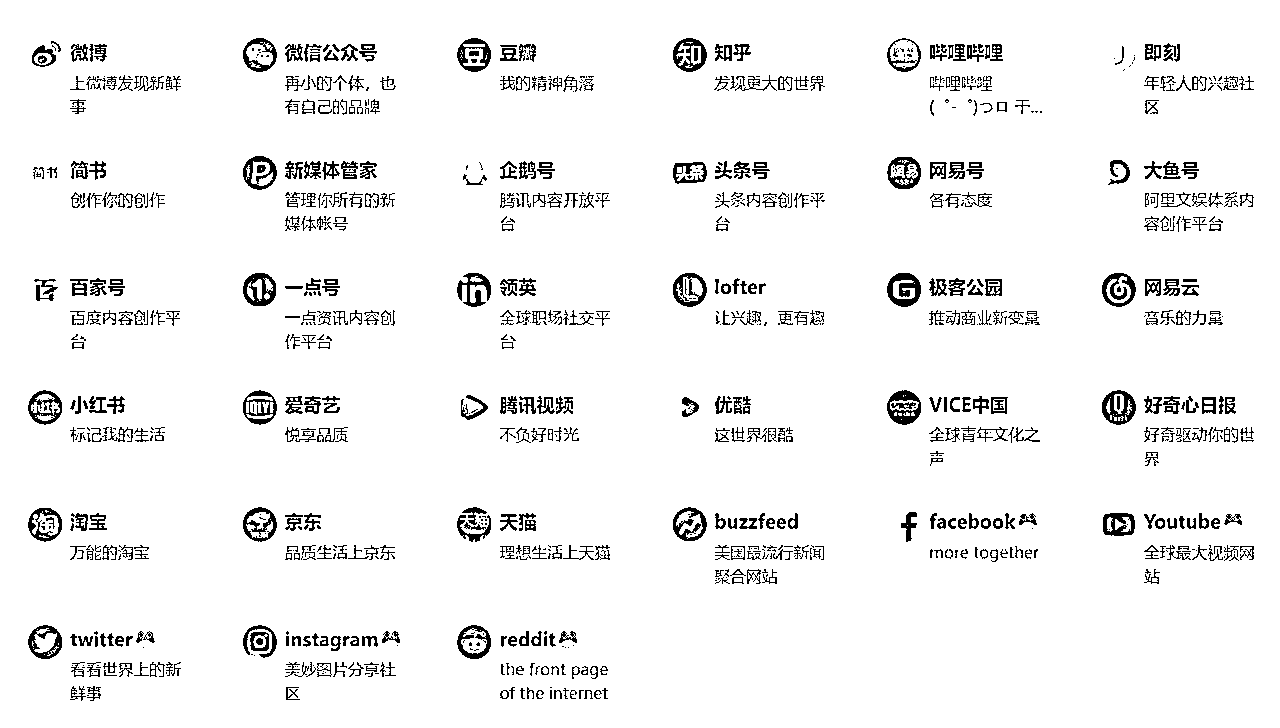 微博
上微博发现新鲜
事
微信公众号
再小的个体，也
有自己的品牌
豆瓣
我的精神角落
知乎
发现更大的世界
哔哩哔哩
哔哩哔哩
(゜-゜)つロ 干...
即刻
年轻人的兴趣社
区
简书
简书
创作你的创作
新媒体管家
管理你所有的新
媒体帐号
企鹅号
腾讯内容开放平
台
头条
头条号
头条内容创作平
台
网易
网易号
各有态度
大鱼号
阿里文娱体系内
容创作平台
百家号
百度内容创作平
台
一点号
一点资讯内容创
作平台
in
领英
全球职场社交平
台
lofter
让兴趣，更有趣
极客公园
推动商业新变量
网易云
音乐的力量
小红书
小红书
标记我的生活
爱奇艺
悦享品质
腾讯视频
不负好时光
优酷
这世界很酷
VICE中国
全球青年文化之
声
好奇心日报
好奇驱动你的世
界
淘
淘宝
万能的淘宝
京东
品质生活上京东
天猫
天猫
理想生活上天猫
buzzfeed
美国最流行新闻
聚合网站
f
facebook
more together
Youtube
全球最大视频网
站
twitter
看看世界上的新
鲜事
instagram
美妙图片分享社
区
reddit
the front page
of the internet